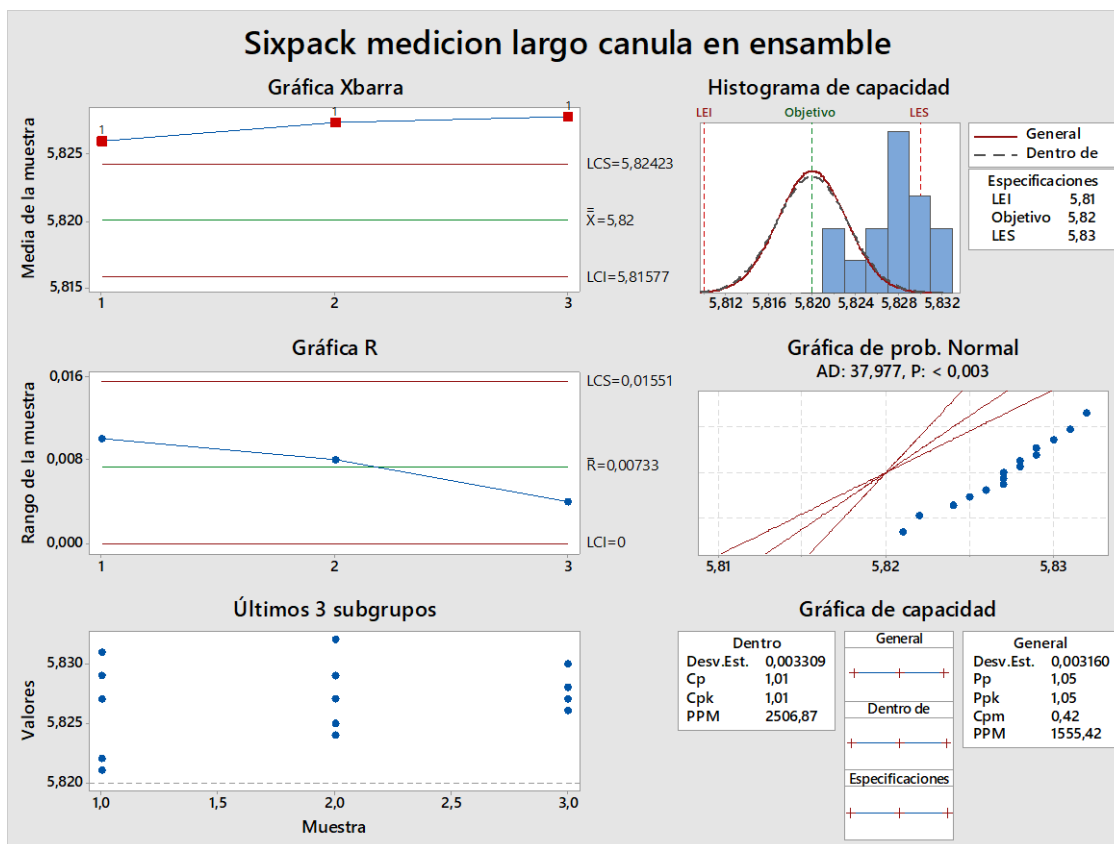 Sixpack medicion largo canula en ensamble
Gráfica Xbarra
Media de la muestra
5,825
5,820
5,815
1
1
1
1
2
3
LCS=5,82423
X=5,82
LCI=5,81577
Histograma de capacidad
LEI
Objetivo
LES
5,812
5,816
5,820
5,824
5,828
5,832
General
Dentro de
Especificaciones
LEI 5,81
Objetivo 5,82
LES 5,83
Gráfica R
Rango de la muestra
0,016
0,008
0,000
1
2
3
LCS=0,01551
R=0,00733
LCI=0
Gráfica de prob. Normal
AD: 37,977, P: < 0,003
5,81
5,82
5,83
Últimos 3 subgrupos
Valores
5,830
5,825
5,820
1,0
1,5
2,0
2,5
3,0
Muestra
Gráfica de capacidad
Dentro
Desv.Est. 0,003309
Cp 1,01
Cpk 1,01
PPM 2506,87
General
Dentro de
Especificaciones
General
Desv.Est. 0,003160
Pp 1,05
Ppk 1,05
Cpm 0,42
PPM 1555,42